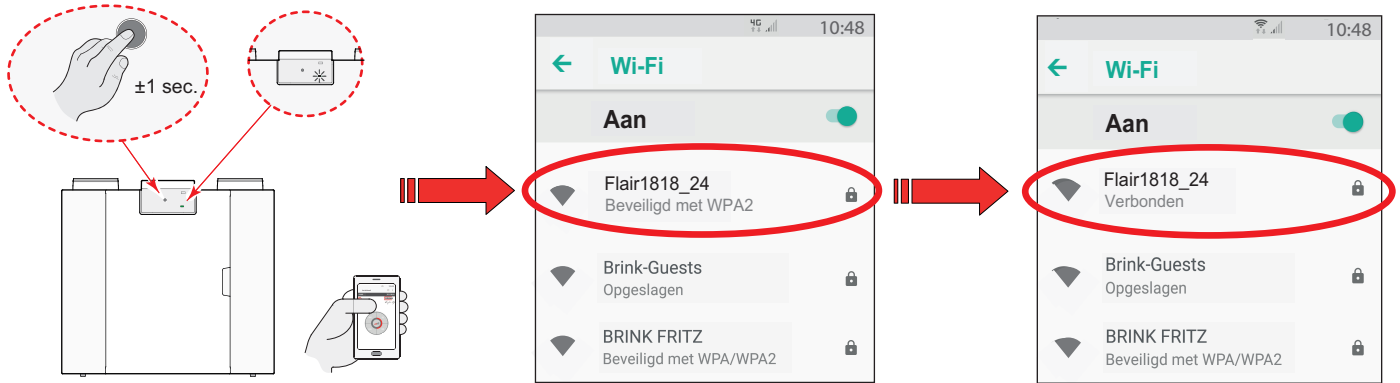 ±1 sec.
4G 10:48
Wi-Fi
Aan
Flair1818_24
Beveiligd met WPA2
Brink-Guests
Opgeslagen
BRINK FRITZ
Beveiligd met WPA/WPA2
10:48
Wi-Fi
Aan
Flair1818_24
Verbonden
Brink-Guests
Opgeslagen
BRINK FRITZ
Beveiligd met WPA/WPA2